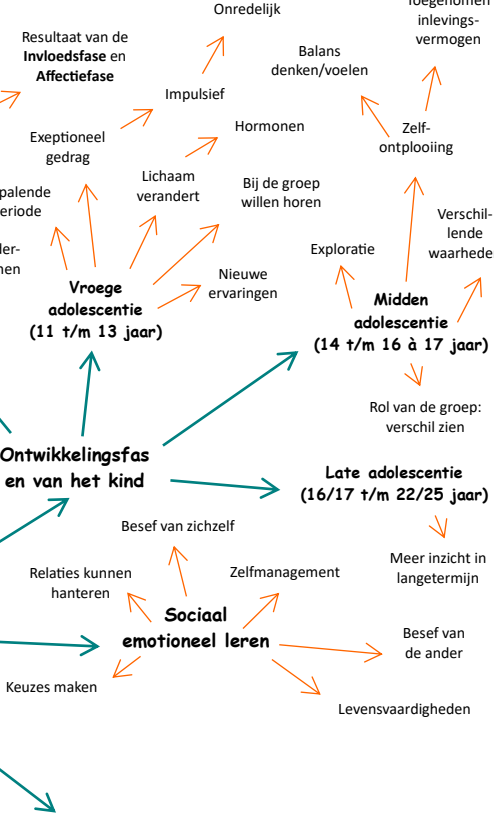 Onredelijk
inlevings-
vermogen
Resultaat van de
Invloedsfase en
Affectiefase
Balans
denken/voelen
Impulsief
Hormonen
Zelf-
ontplooiing
Exeptioneel
gedrag
Lichaam
verandert
Bij de groep
willen horen
palende
eriode
Verschil-
lende
waarhede
Exploratie
Nieuwe
ervaringen
Vroege
adolescentie
(11 t/m 13 jaar)
Midden
adolescentie
(14 t/m 16 à 17 jaar)
Rol van de groep:
verschil zien
Ontwikkelingsfas
en van het kind
Late adolescentie
(16/17 t/m 22/25 jaar)
Besef van zichzelf
Meer inzicht in
langetermijn
Relaties kunnen
hanteren
Zelfmanagement
Sociaal
emotioneel leren
Besef van
de ander
Keuzes maken
Levensvaardigheden